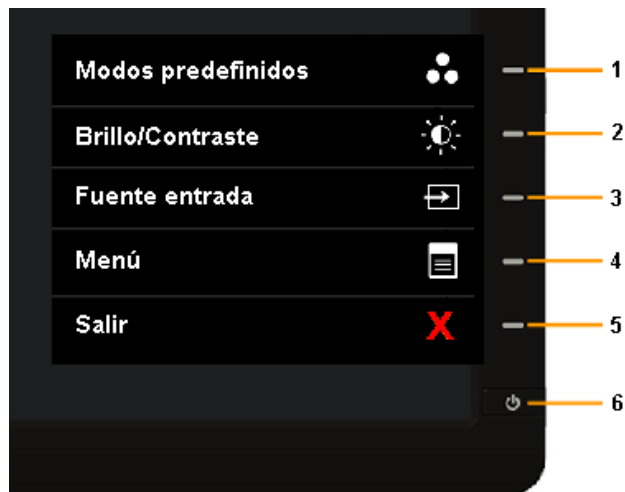 Modos predefinidos 1
Brillo/Contraste 2
Fuente entrada 3
Menú 4
Salir X 5
6